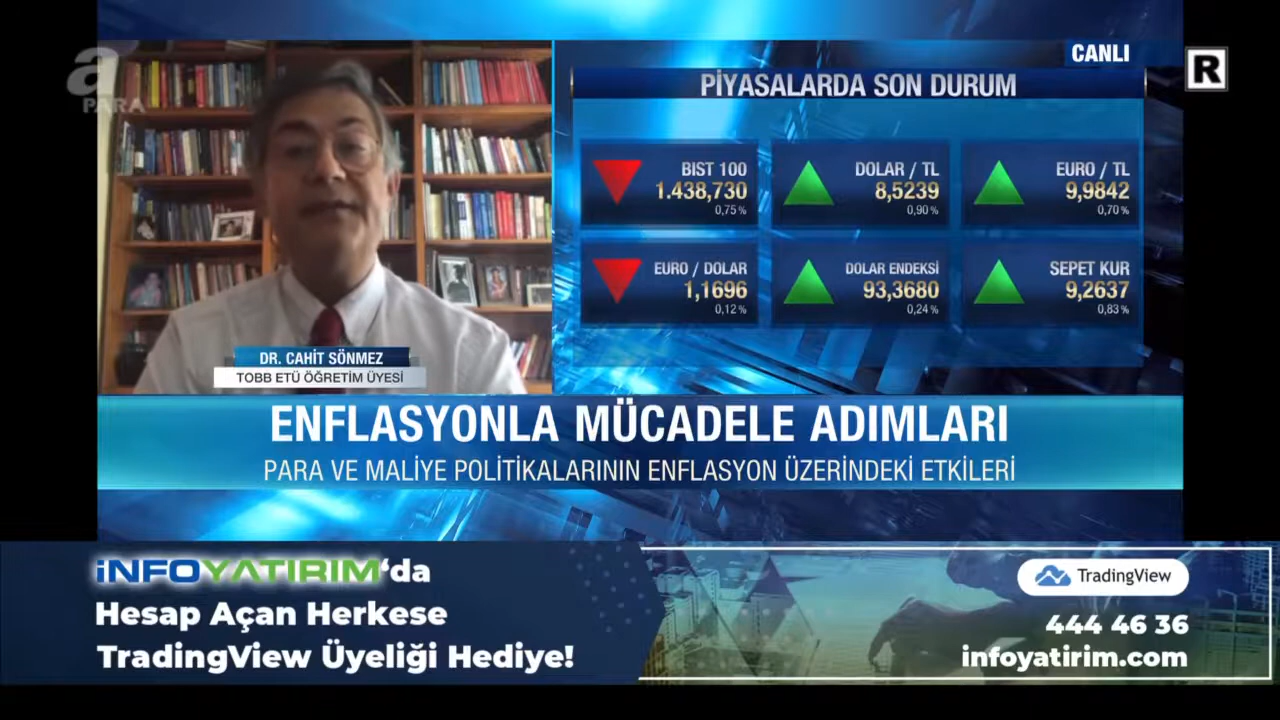 a
PARA
CANLI
R
PİYASALARDA SON DURUM
BIST 100
1.438,730
0,75 %
DOLAR / TL
8,5239
0,90 %
EURO / TL
9,9842
0,70 %
EURO / DOLAR
1,1696
0,12 %
DOLAR ENDEKSİ
93,3680
0,24 %
SEPET KUR
9,2637
0,83 %
DR. CAHİT SÖNMEZ
TOBB ETÜ ÖĞRETİM ÜYESİ
ENFLASYONLA MÜCADELE ADIMLARI
PARA VE MALİYE POLİTİKALARININ ENFLASYON ÜZERİNDEKİ ETKİLERİ
iNFOYATIRIM‘da
Hesap Açan Herkese
TradingView Üyeliği Hediye!
TradingView
444 46 36
infoyatirim.com